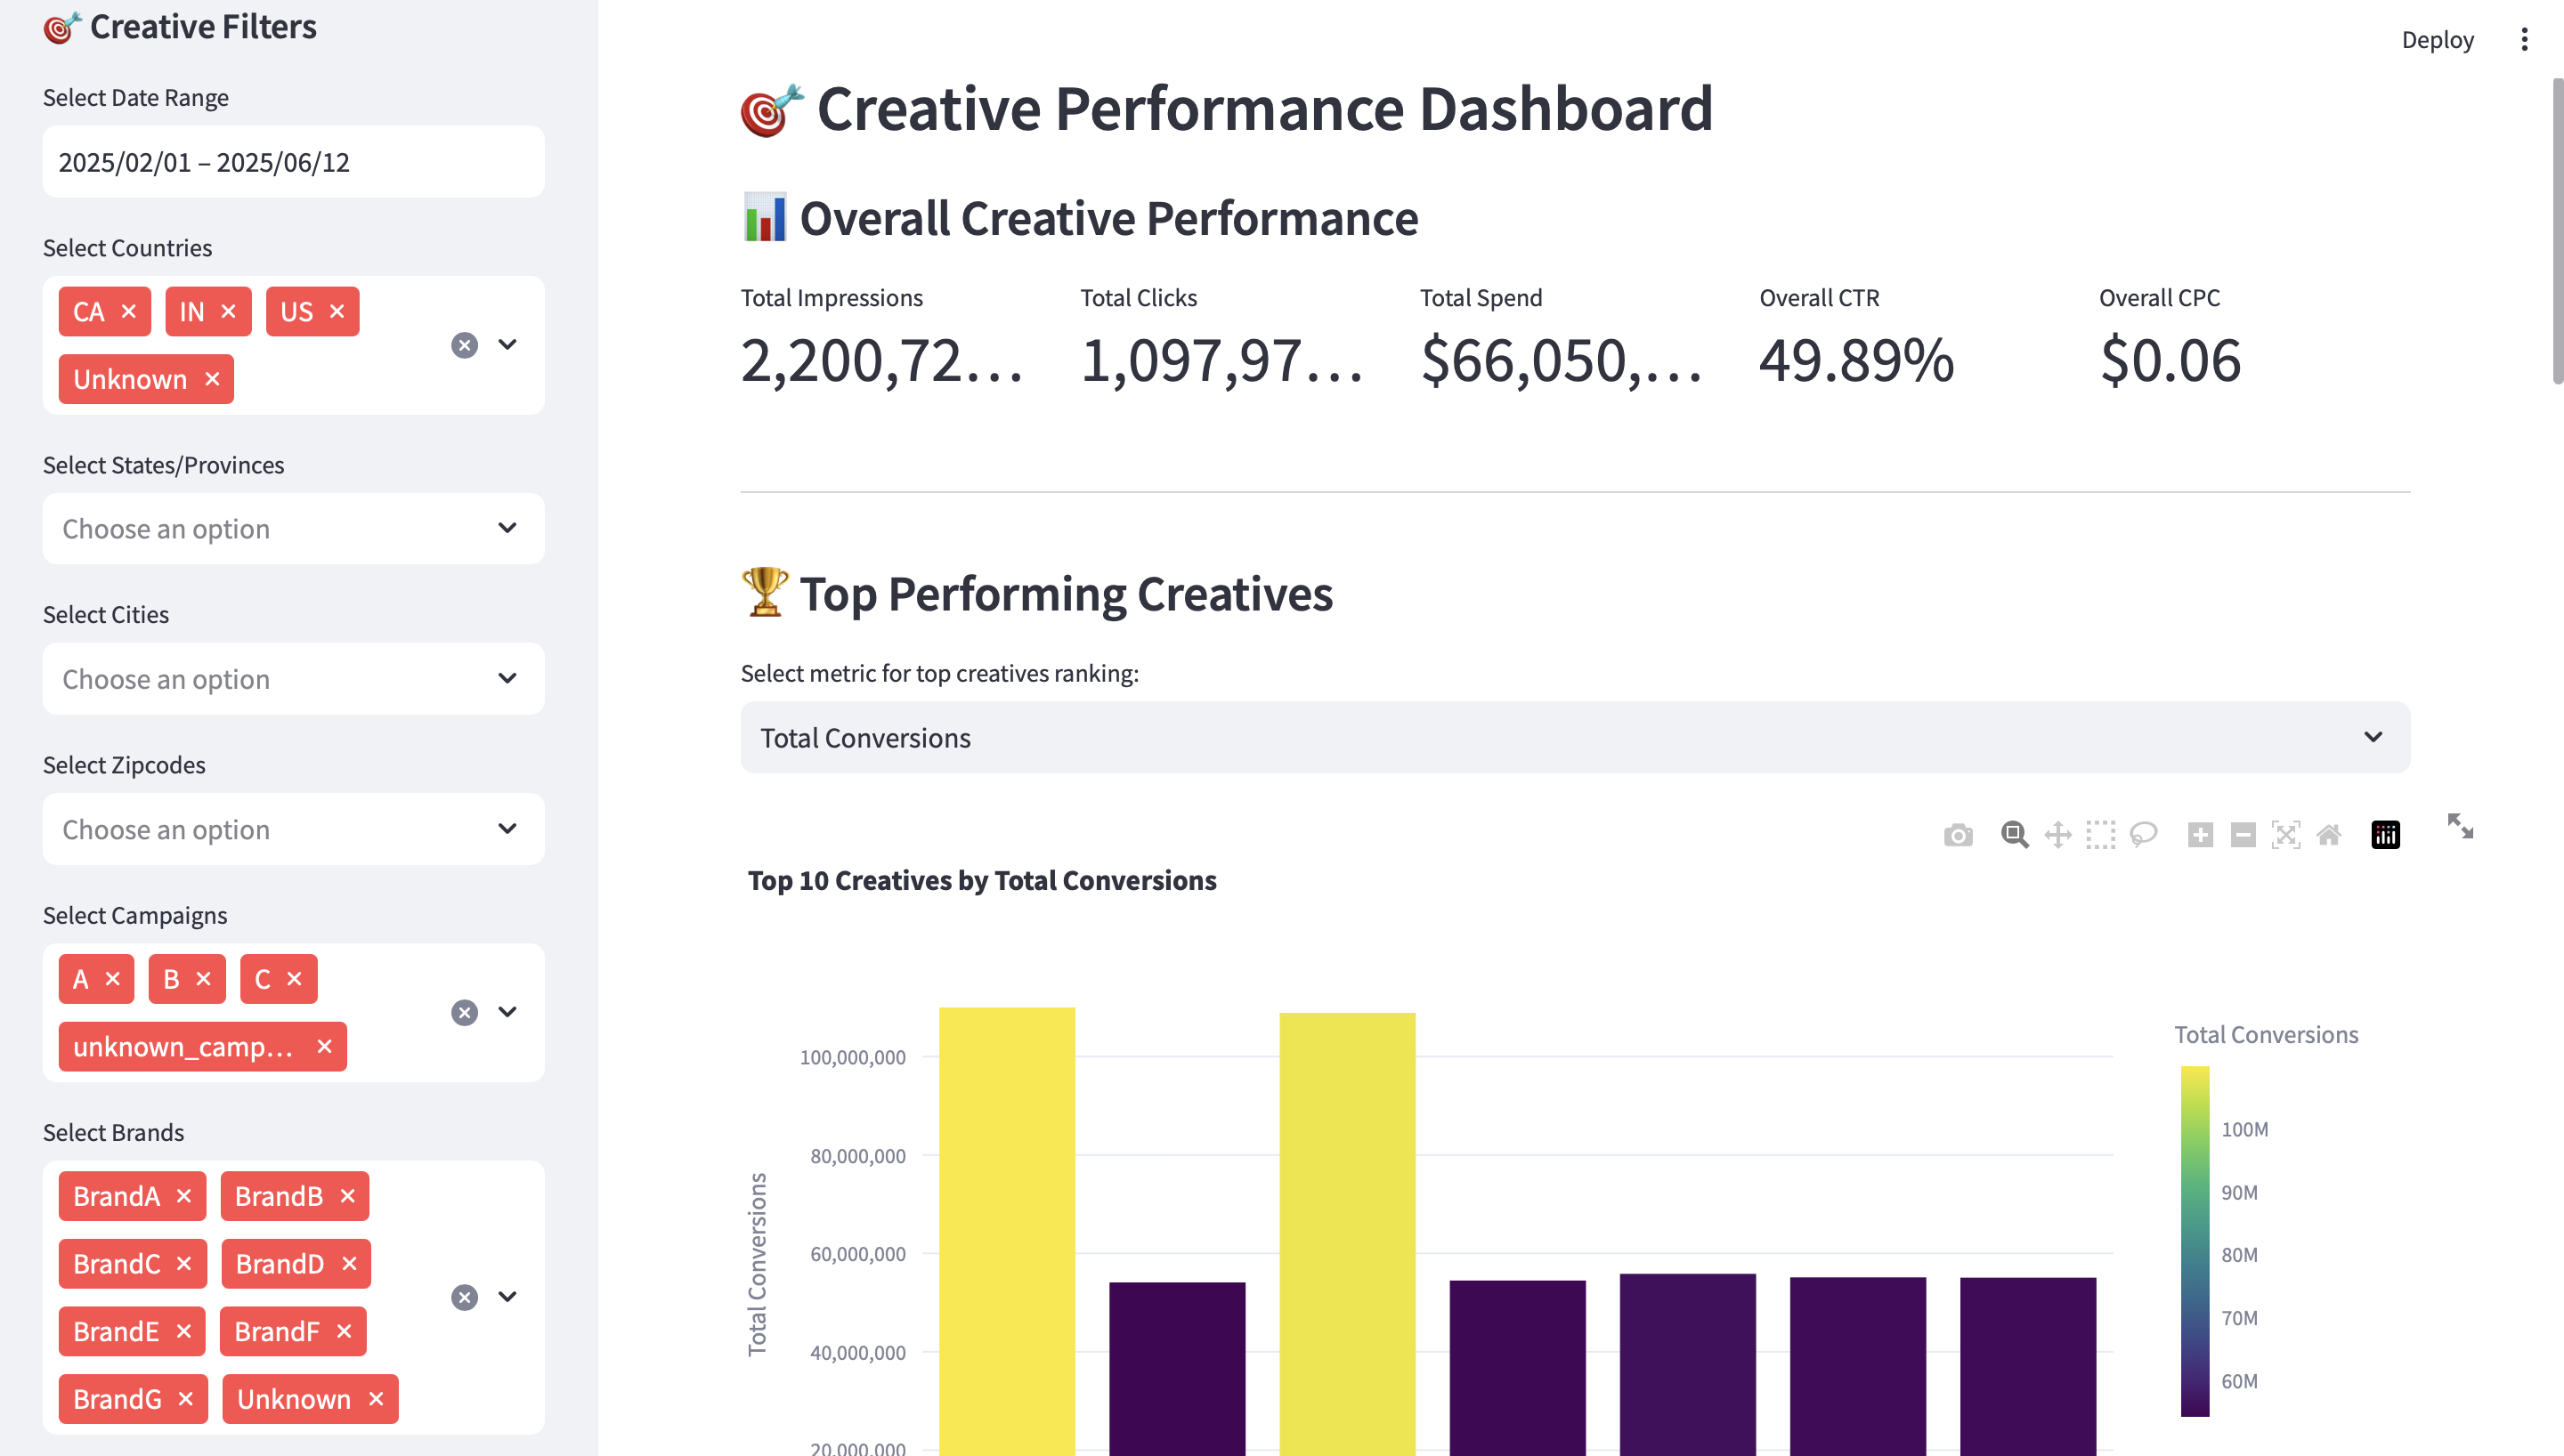 Creative Filters
Select Date Range
2025/02/01 – 2025/06/12
Select Countries
CA × IN × US ×
Unknown ×
Select States/Provinces
Choose an option
Select Cities
Choose an option
Select Zipcodes
Choose an option
Select Campaigns
A × B × C ×
unknown_camp... ×
Select Brands
BrandA × BrandB ×
BrandC × BrandD ×
BrandE × BrandF ×
BrandG × Unknown ×
Deploy
Creative Performance Dashboard
Overall Creative Performance
Total Impressions
2,200,72...
Total Clicks
1,097,97...
Total Spend
$66,050,...
Overall CTR
49.89%
Overall CPC
$0.06
Top Performing Creatives
Select metric for top creatives ranking:
Total Conversions
Top 10 Creatives by Total Conversions
Total Conversions
100,000,000
80,000,000
60,000,000
40,000,000
20,000,000
Total Conversions
100M
90M
80M
70M
60M